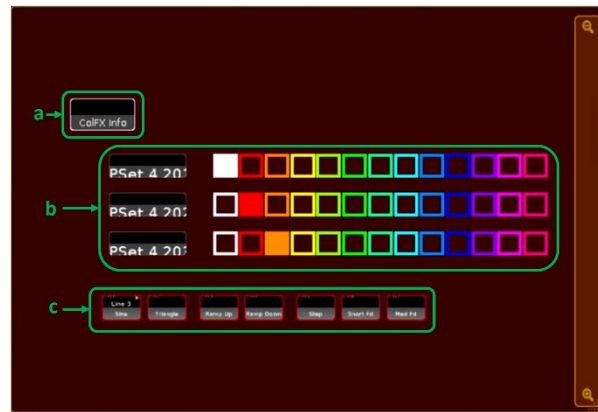 a
ColFX Info
b
PSet 4 201
PSet 4 202
PSet 4 203
c
Line 3
Sine
Triangle
Ramp Up
Ramp Down
Step
Short Fd
Med Fd